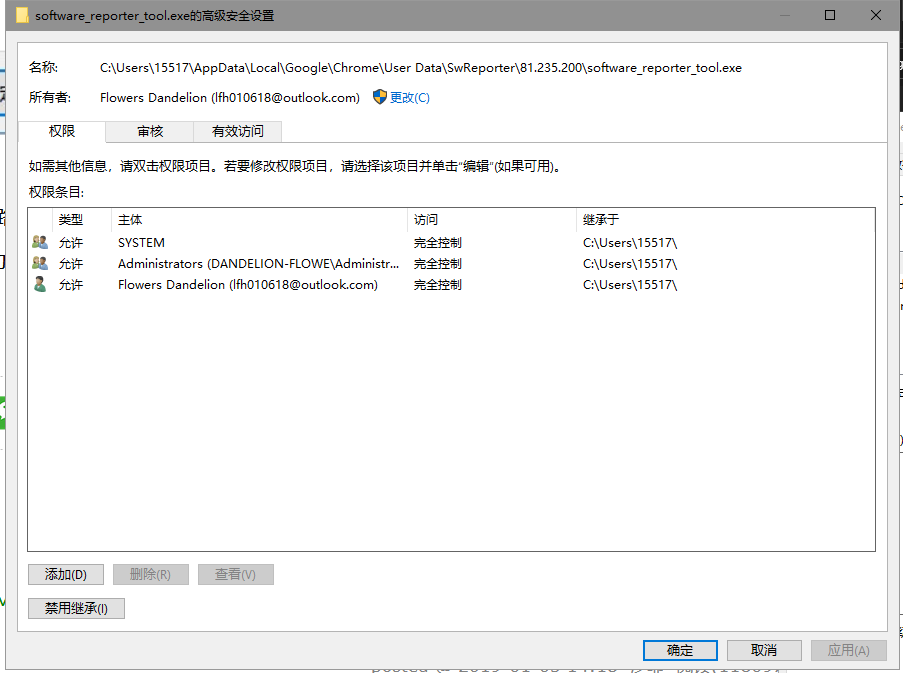 software_reporter_tool.exe的高级安全设置
名称: C:\Users\15517\AppData\Local\Google\Chrome\User Data\SwReporter\81.235.200\software_reporter_tool.exe
所有者: Flowers Dandelion (lfh010618@outlook.com) 更改(C)
权限 审核 有效访问
如需其他信息，请双击权限项目。若要修改权限项目，请选择该项目并单击“编辑”(如果可用)。
权限条目:
类型 主体 访问 继承于
允许 SYSTEM 完全控制 C:\Users\15517\
允许 Administrators (DANDELION-FLOWE\Administr... 完全控制 C:\Users\15517\
允许 Flowers Dandelion (lfh010618@outlook.com) 完全控制 C:\Users\15517\
添加(D) 删除(R) 查看(V)
禁用继承(I)
确定 取消 应用(A)